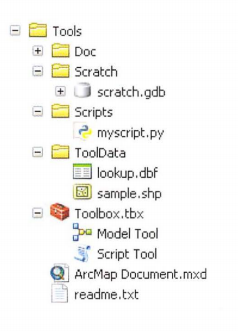 Tools
Doc
Scratch
scratch.gdb
Scripts
myscript.py
ToolData
lookup.dbf
sample.shp
Toolbox.tbx
Model Tool
Script Tool
ArcMap Document.mxd
readme.txt